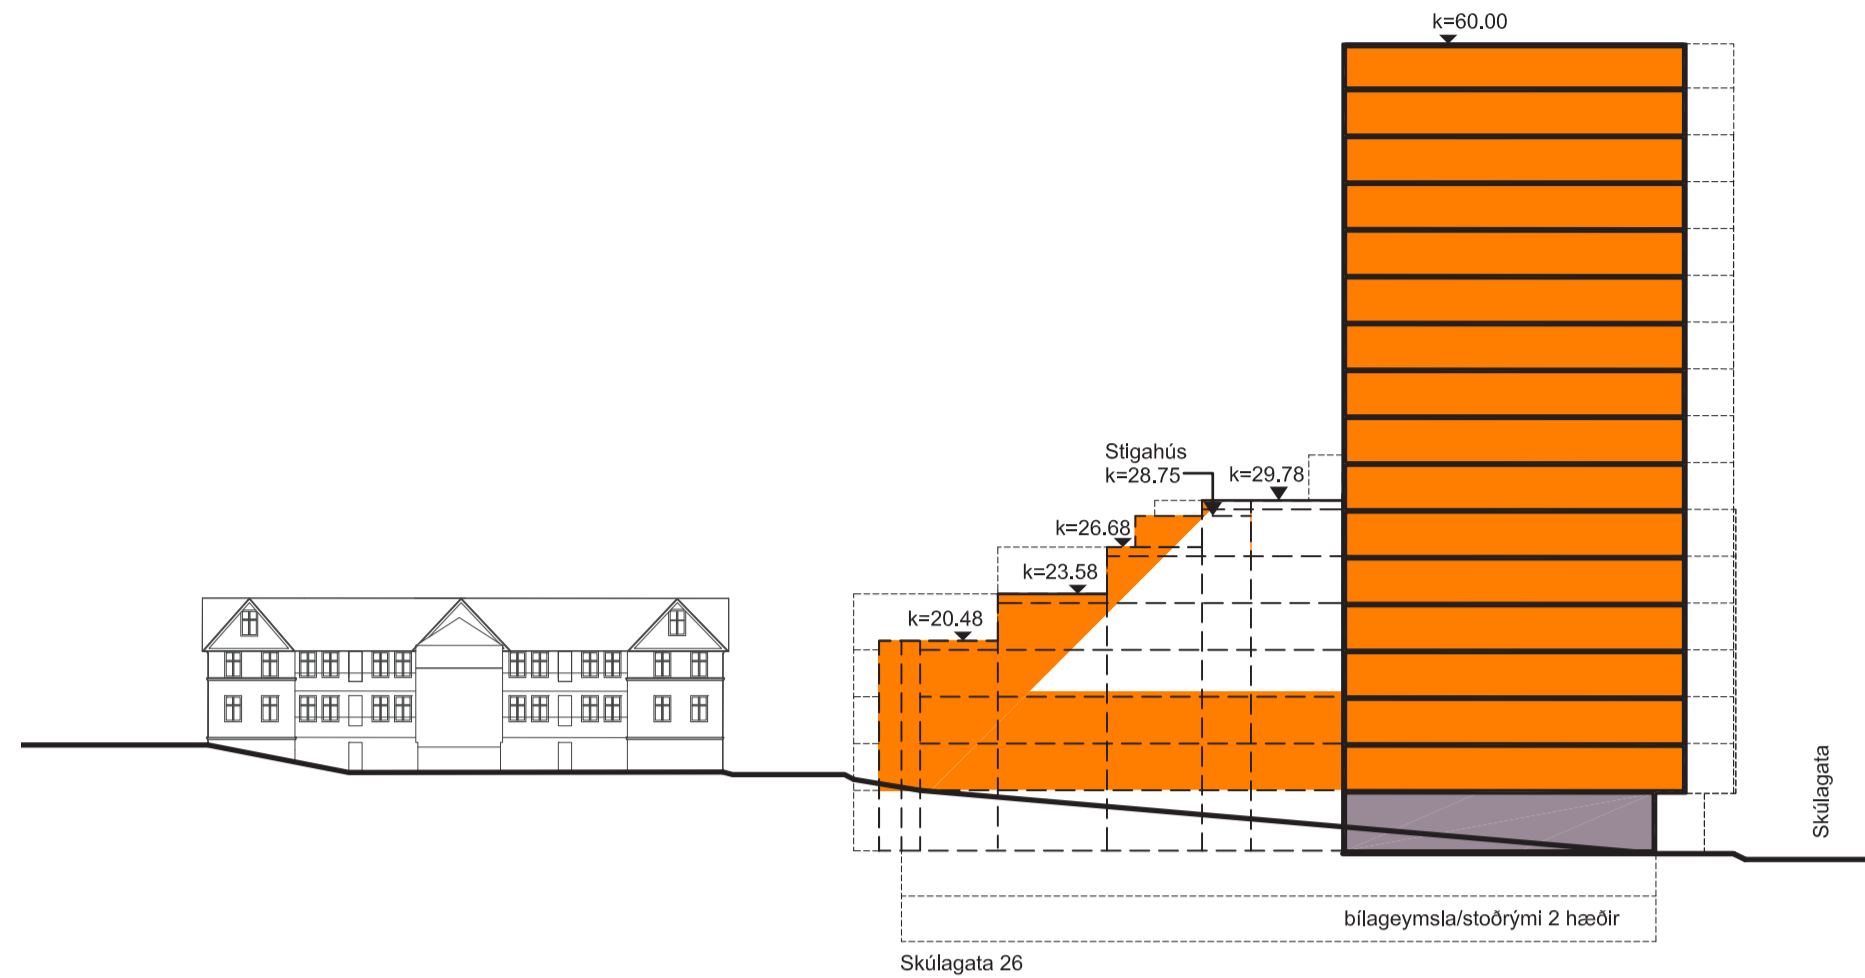 k=60.00
Stigahús
k=28.75
k=29.78
k=26.68
k=23.58
k=20.48
Skúlagata
bílageymsla/stoðrými 2 hæðir
Skúlagata 26